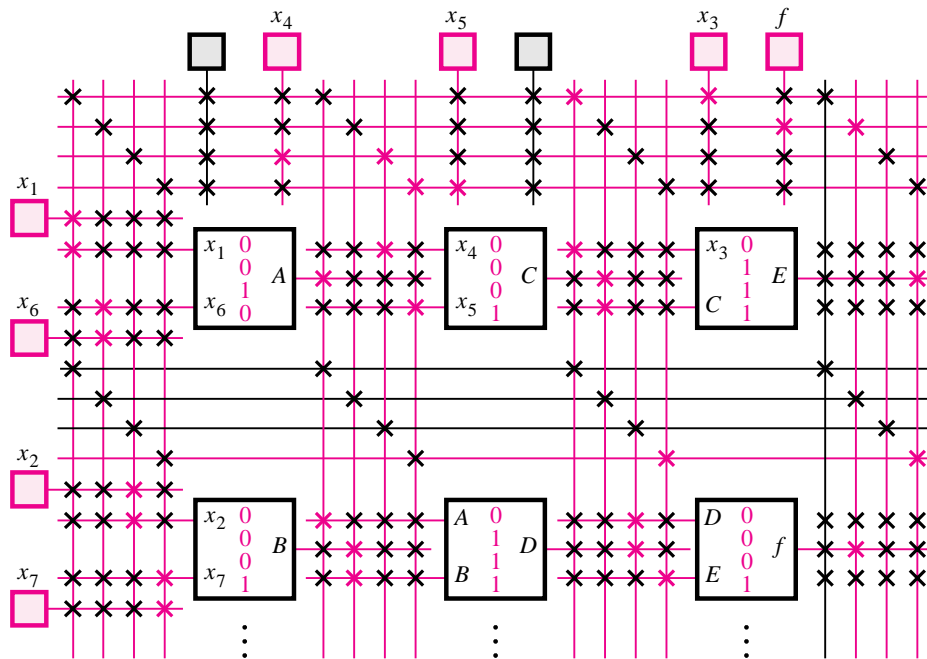 x4 x5 x3 f
x1
x1 0 0 1 0 A x6
x4 0 0 0 1 C x5
x3 0 1 1 1 E C
x6
x2
x2 0 0 0 1 B x7
A 0 1 1 1 D B
D 0 0 0 1 f E
x7